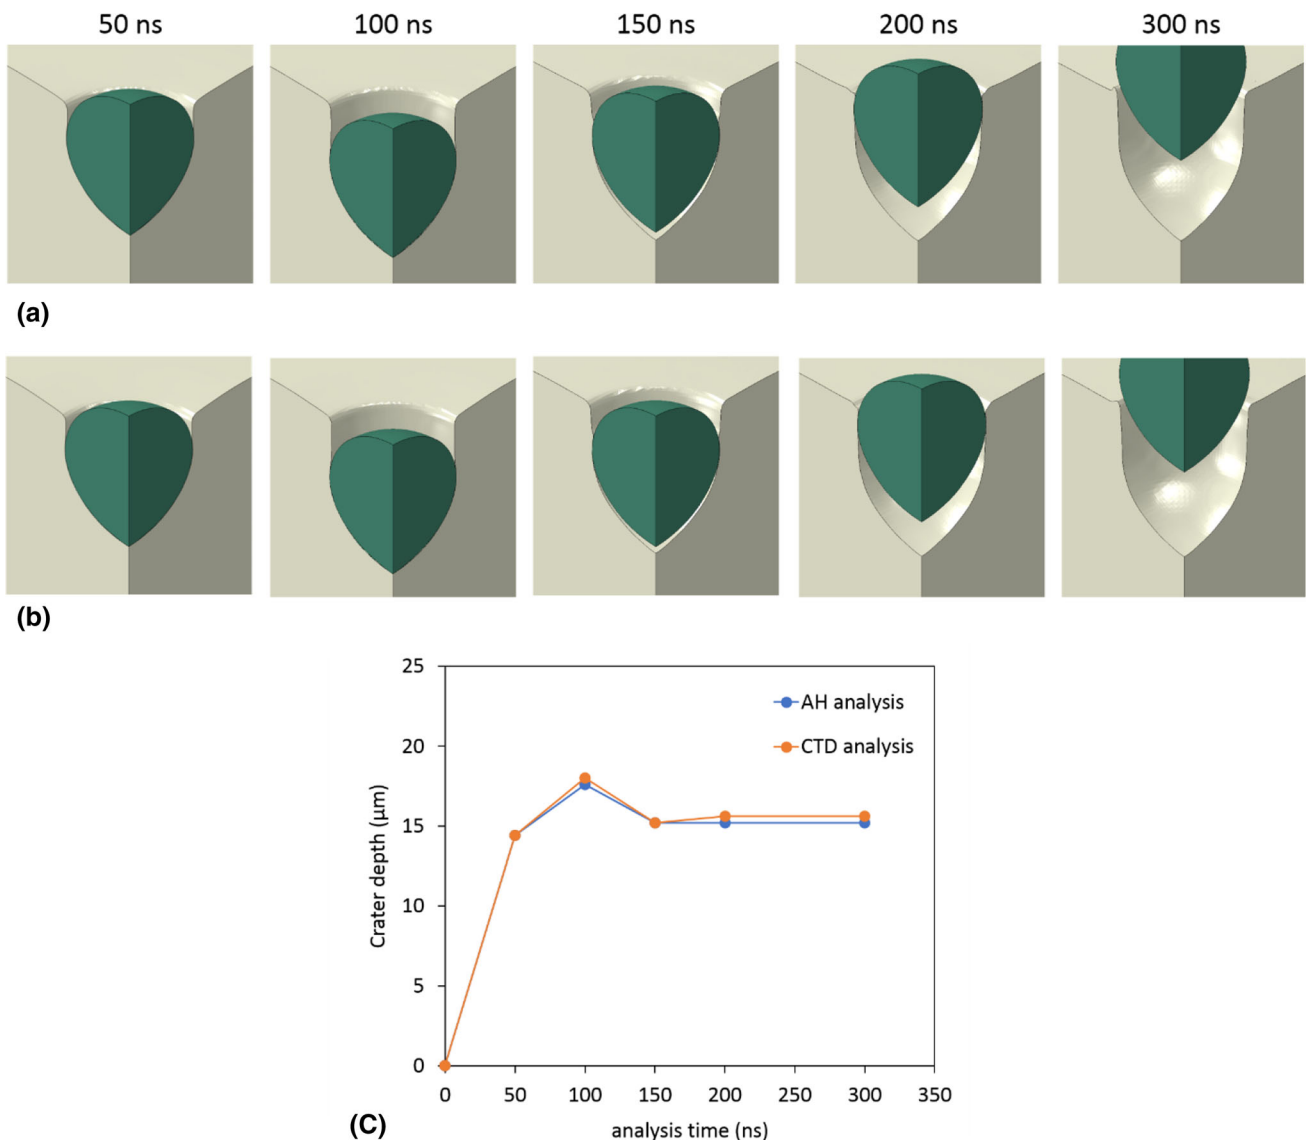 50 ns 100 ns 150 ns 200 ns 300 ns
(a)
(b)
25
20
15
10
5
0
Crater depth (µm)
AH analysis
CTD analysis
0 50 100 150 200 250 300 350
analysis time (ns)
(C)